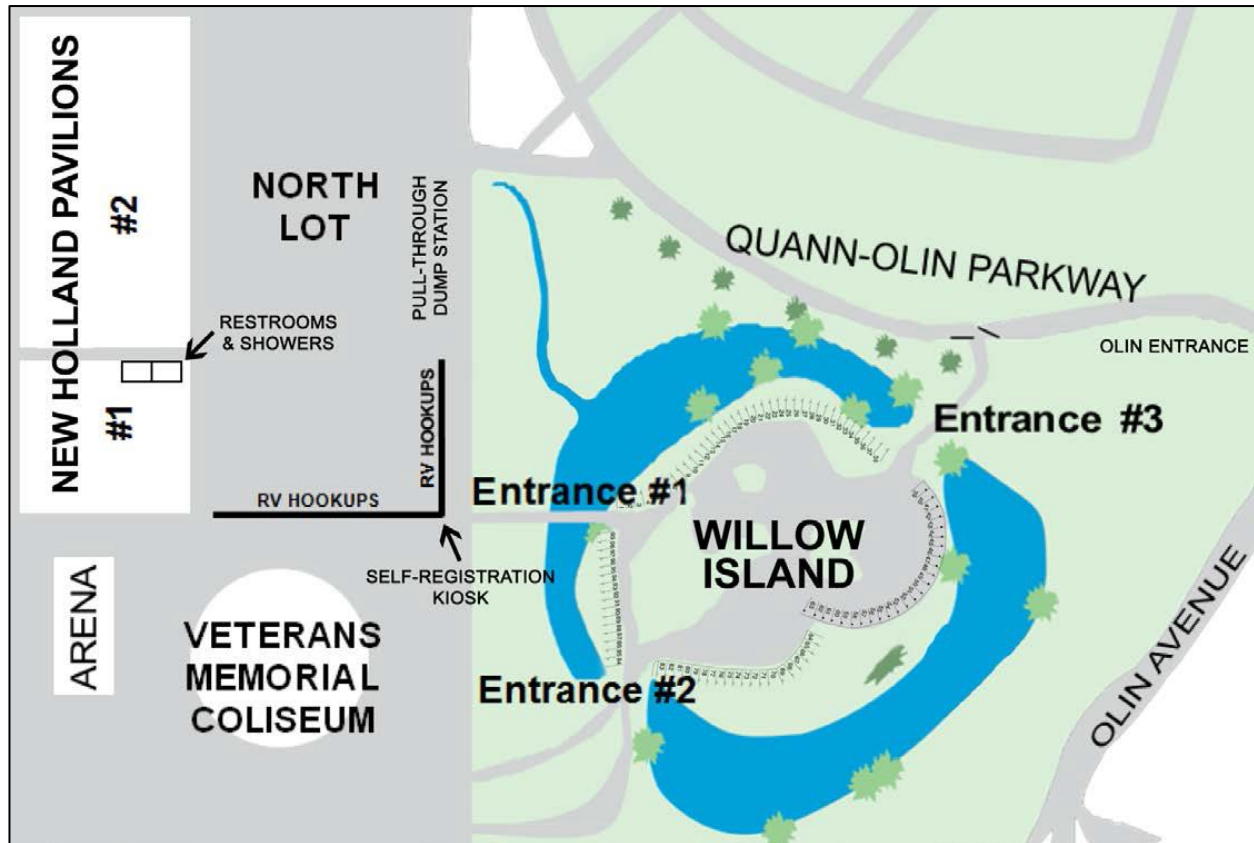 NEW HOLLAND PAVILIONS
#2
#1
NORTH
LOT
PULL-THROUGH
DUMP STATION
RESTROOMS
& SHOWERS
RV HOOKUPS
RV HOOKUPS
SELF-REGISTRATION
KIOSK
ARENA
VETERANS
MEMORIAL
COLISEUM
QUANN-OLIN PARKWAY
OLIN ENTRANCE
Entrance #3
Entrance #1
WILLOW
ISLAND
Entrance #2
OLIN AVENUE